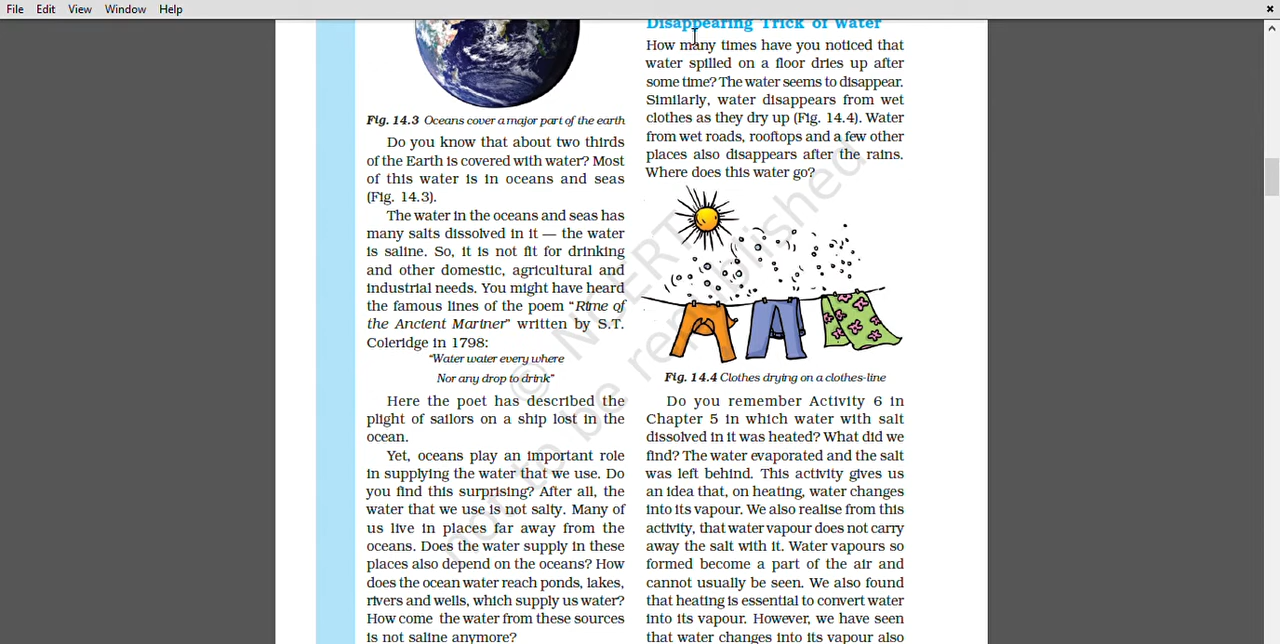 File Edit View Window Help
Fig. 14.3 Oceans cover a major part of the earth
Do you know that about two thirds
of the Earth is covered with water? Most
of this water is in oceans and seas
(Fig. 14.3).
The water in the oceans and seas has
many salts dissolved in it — the water
is saline. So, it is not fit for drinking
and other domestic, agricultural and
industrial needs. You might have heard
the famous lines of the poem “Rime of
the Ancient Mariner” written by S.T.
Coleridge in 1798:
“Water water every where
Nor any drop to drink”
Here the poet has described the
plight of sailors on a ship lost in the
ocean.
Yet, oceans play an important role
in supplying the water that we use. Do
you find this surprising? After all, the
water that we use is not salty. Many of
us live in places far away from the
oceans. Does the water supply in these
places also depend on the oceans? How
does the ocean water reach ponds, lakes,
rivers and wells, which supply us water?
How come the water from these sources
is not saline anymore?
Disappearing Trick of Water
How many times have you noticed that
water spilled on a floor dries up after
some time? The water seems to disappear.
Similarly, water disappears from wet
clothes as they dry up (Fig. 14.4). Water
from wet roads, rooftops and a few other
places also disappears after the rains.
Where does this water go?
Fig. 14.4 Clothes drying on a clothes-line
Do you remember Activity 6 in
Chapter 5 in which water with salt
dissolved in it was heated? What did we
find? The water evaporated and the salt
was left behind. This activity gives us
an idea that, on heating, water changes
into its vapour. We also realise from this
activity, that water vapour does not carry
away the salt with it. Water vapours so
formed become a part of the air and
cannot usually be seen. We also found
that heating is essential to convert water
into its vapour. However, we have seen
that water changes into its vapour also
© NCERT
not to be republished